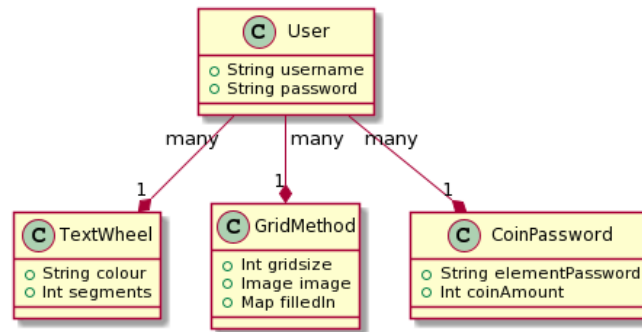 C User
String username
String password
many many many
1 1 1
C TextWheel
String colour
Int segments
C GridMethod
Int gridsize
Image image
Map filledIn
C CoinPassword
String elementPassword
Int coinAmount